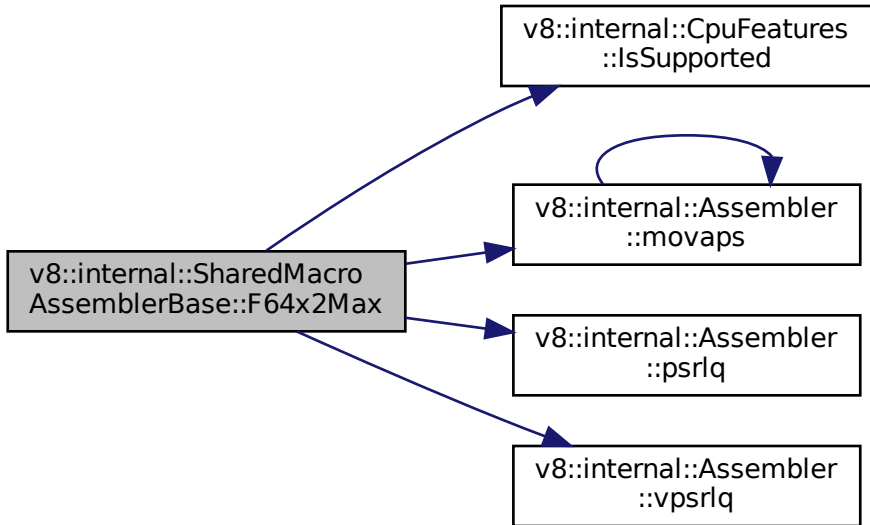 v8::internal::CpuFeatures
::IsSupported
v8::internal::Assembler
::movaps
v8::internal::SharedMacro
AssemblerBase::F64x2Max
v8::internal::Assembler
::psrlq
v8::internal::Assembler
::vpsrlq